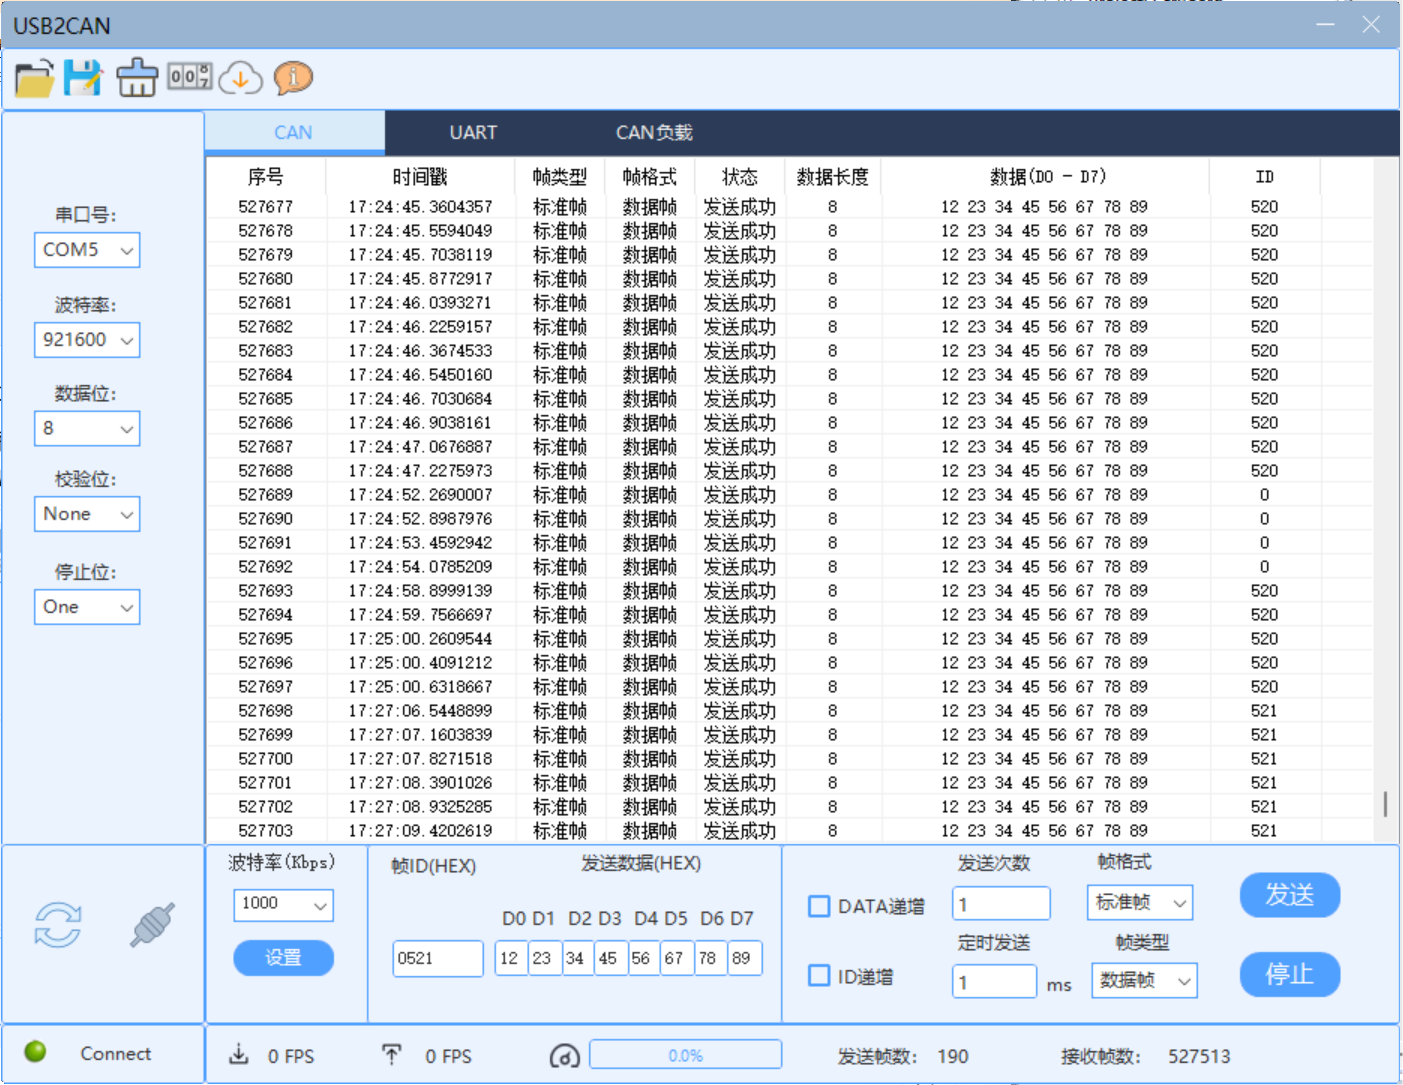 USB2CAN
CAN UART CAN负载
序号 时间戳 帧类型 帧格式 状态 数据长度 数据(D0 - D7) ID
527677 17:24:45.3604357 标准帧 数据帧 发送成功 8 12 23 34 45 56 67 78 89 520
527678 17:24:45.5594049 标准帧 数据帧 发送成功 8 12 23 34 45 56 67 78 89 520
527679 17:24:45.7038119 标准帧 数据帧 发送成功 8 12 23 34 45 56 67 78 89 520
527680 17:24:45.8772917 标准帧 数据帧 发送成功 8 12 23 34 45 56 67 78 89 520
527681 17:24:46.0393271 标准帧 数据帧 发送成功 8 12 23 34 45 56 67 78 89 520
527682 17:24:46.2259157 标准帧 数据帧 发送成功 8 12 23 34 45 56 67 78 89 520
527683 17:24:46.3674533 标准帧 数据帧 发送成功 8 12 23 34 45 56 67 78 89 520
527684 17:24:46.5450160 标准帧 数据帧 发送成功 8 12 23 34 45 56 67 78 89 520
527685 17:24:46.7030684 标准帧 数据帧 发送成功 8 12 23 34 45 56 67 78 89 520
527686 17:24:46.9038161 标准帧 数据帧 发送成功 8 12 23 34 45 56 67 78 89 520
527687 17:24:47.0676887 标准帧 数据帧 发送成功 8 12 23 34 45 56 67 78 89 520
527688 17:24:47.2275973 标准帧 数据帧 发送成功 8 12 23 34 45 56 67 78 89 520
527689 17:24:52.2690007 标准帧 数据帧 发送成功 8 12 23 34 45 56 67 78 89 0
527690 17:24:52.8987976 标准帧 数据帧 发送成功 8 12 23 34 45 56 67 78 89 0
527691 17:24:53.4592942 标准帧 数据帧 发送成功 8 12 23 34 45 56 67 78 89 0
527692 17:24:54.0785209 标准帧 数据帧 发送成功 8 12 23 34 45 56 67 78 89 0
527693 17:24:58.8999139 标准帧 数据帧 发送成功 8 12 23 34 45 56 67 78 89 520
527694 17:24:59.7566697 标准帧 数据帧 发送成功 8 12 23 34 45 56 67 78 89 520
527695 17:25:00.2609544 标准帧 数据帧 发送成功 8 12 23 34 45 56 67 78 89 520
527696 17:25:00.4091212 标准帧 数据帧 发送成功 8 12 23 34 45 56 67 78 89 520
527697 17:25:00.6318667 标准帧 数据帧 发送成功 8 12 23 34 45 56 67 78 89 520
527698 17:27:06.5448899 标准帧 数据帧 发送成功 8 12 23 34 45 56 67 78 89 521
527699 17:27:07.1603839 标准帧 数据帧 发送成功 8 12 23 34 45 56 67 78 89 521
527700 17:27:07.8271518 标准帧 数据帧 发送成功 8 12 23 34 45 56 67 78 89 521
527701 17:27:08.3901026 标准帧 数据帧 发送成功 8 12 23 34 45 56 67 78 89 521
527702 17:27:08.9325285 标准帧 数据帧 发送成功 8 12 23 34 45 56 67 78 89 521
527703 17:27:09.4202619 标准帧 数据帧 发送成功 8 12 23 34 45 56 67 78 89 521
串口号:
COM5
波特率:
921600
数据位:
8
校验位:
None
停止位:
One
波特率(Kbps)
1000
设置
帧ID(HEX) 发送数据(HEX)
D0 D1 D2 D3 D4 D5 D6 D7
0521 12 23 34 45 56 67 78 89
发送次数 帧格式
DATA递增 1 标准帧 发送
定时发送 帧类型
ID递增 1 ms 数据帧 停止
Connect 0 FPS 0 FPS 0.0% 发送帧数: 190 接收帧数: 527513